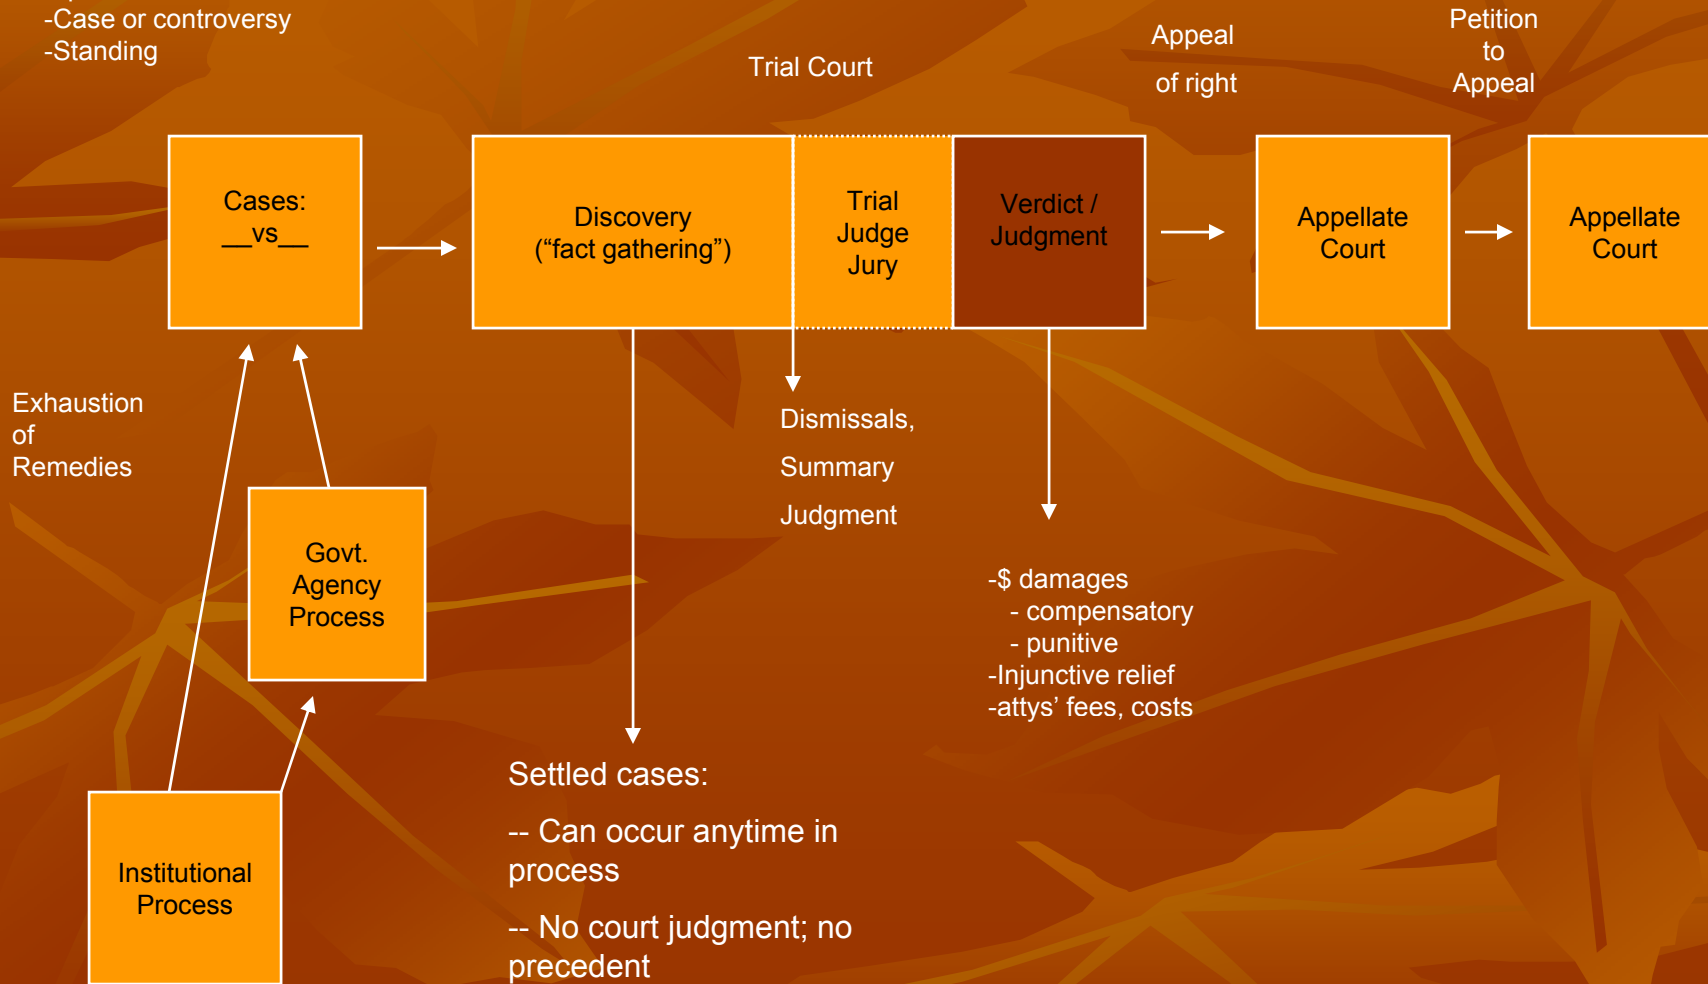 -Case or controversy
-Standing
Trial Court
Appeal
of right
Petition
to
Appeal
Cases:
__vs__
Discovery
(“fact gathering”)
Trial
Judge
Jury
Verdict /
Judgment
Appellate
Court
Appellate
Court
Exhaustion
of
Remedies
Dismissals,
Summary
Judgment
Govt.
Agency
Process
-$ damages
- compensatory
- punitive
-Injunctive relief
-attys’ fees, costs
Institutional
Process
Settled cases:
-- Can occur anytime in
process
-- No court judgment; no
precedent